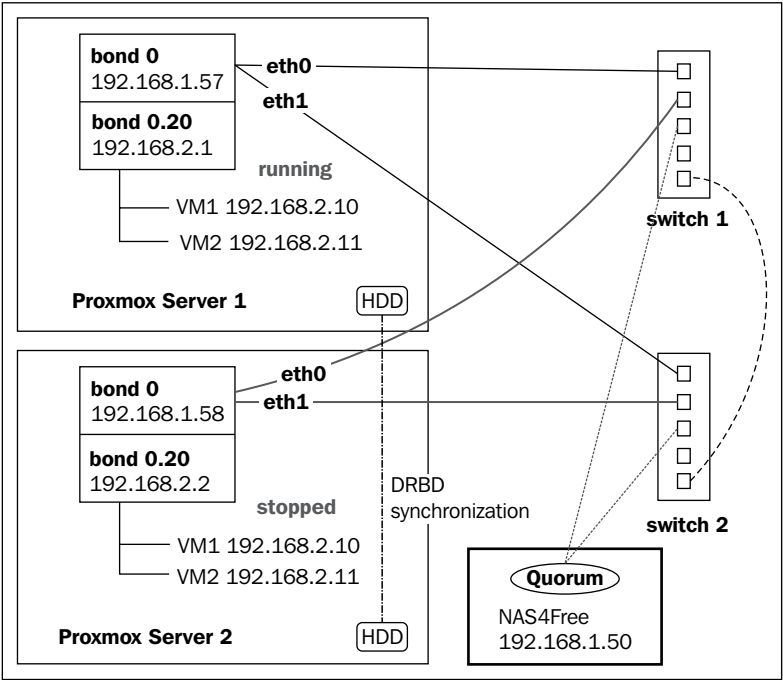 bond 0
192.168.1.57
bond 0.20
192.168.2.1
running
VM1 192.168.2.10
VM2 192.168.2.11
Proxmox Server 1
HDD
eth0
eth1
switch 1
bond 0
192.168.1.58
bond 0.20
192.168.2.2
stopped
VM1 192.168.2.10
VM2 192.168.2.11
Proxmox Server 2
HDD
eth0
eth1
DRBD
synchronization
switch 2
Quorum
NAS4Free
192.168.1.50